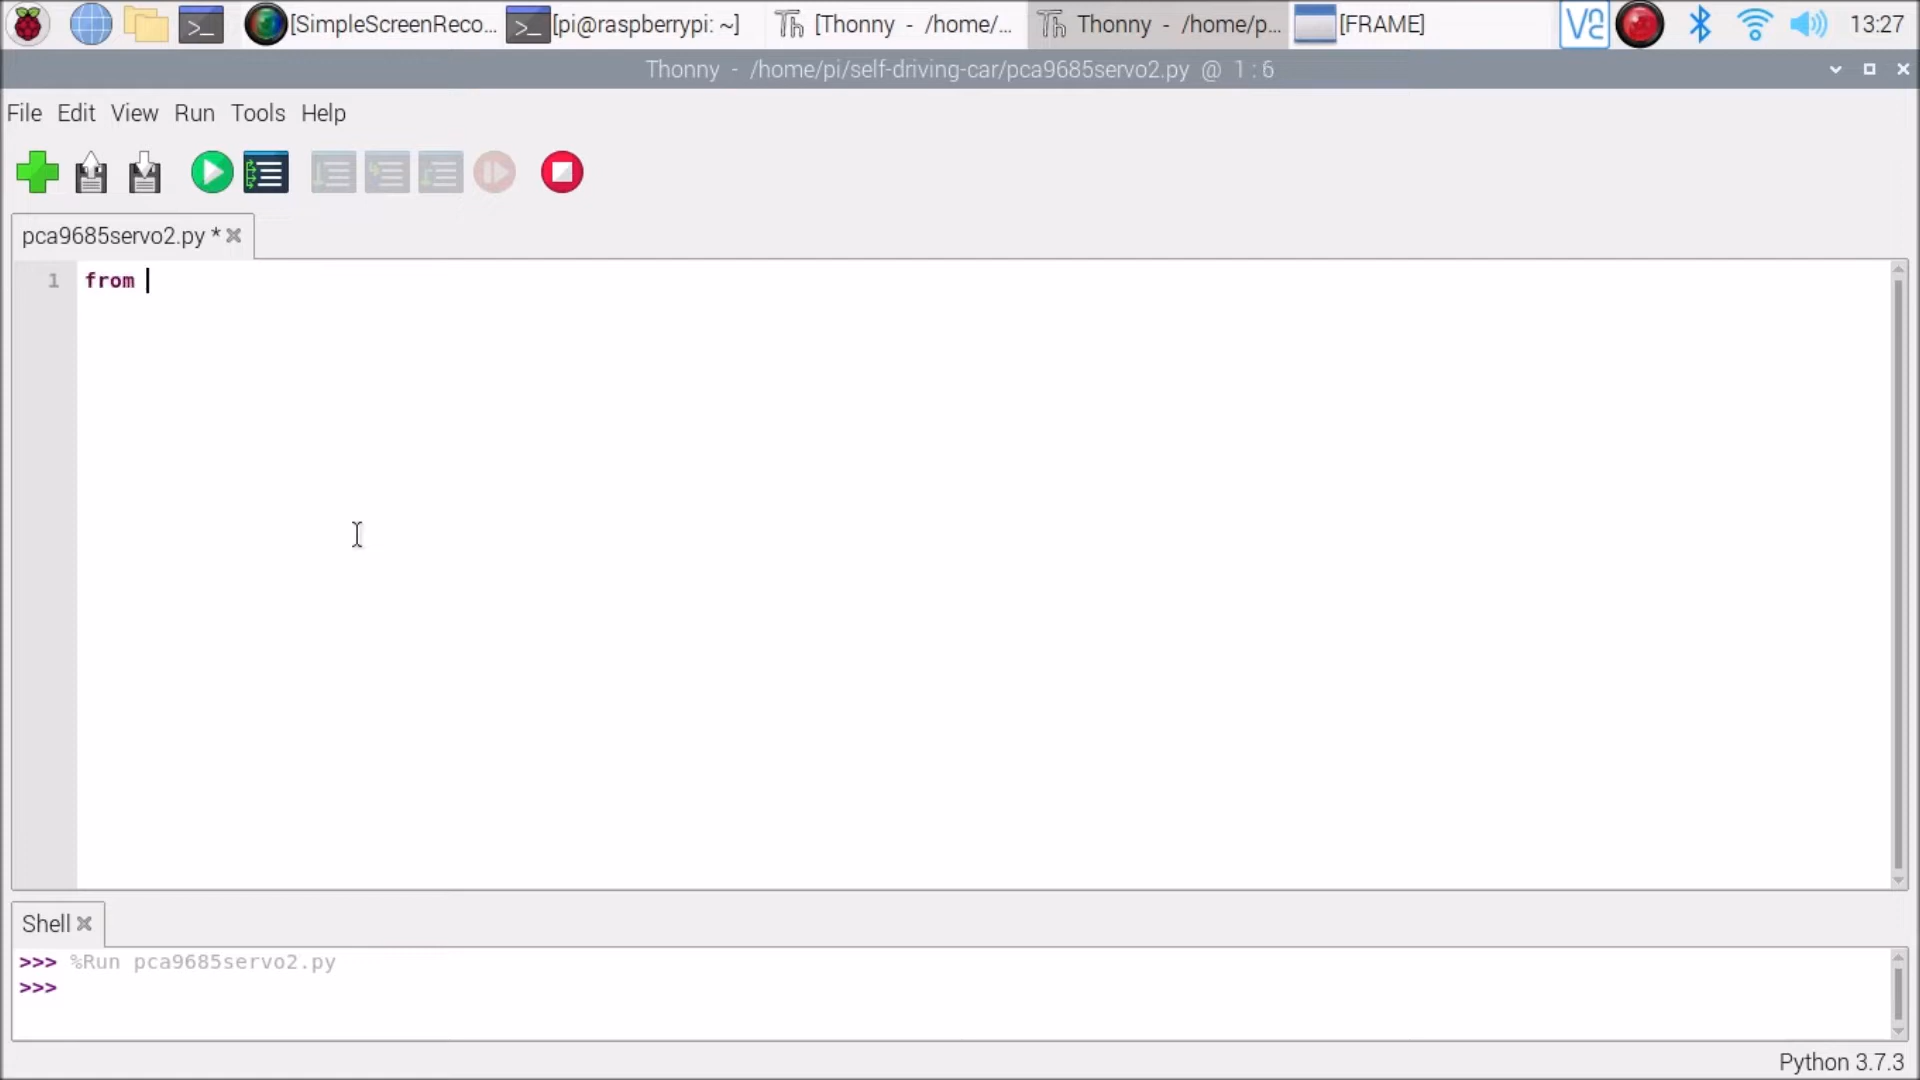 [SimpleScreenReco... [pi@raspberrypi: ~] [Thonny - /home/... Thonny - /home/p... [FRAME] 13:27
Thonny - /home/pi/self-driving-car/pca9685servo2.py @ 1 : 6
File Edit View Run Tools Help
pca9685servo2.py *
1 from
Shell
>>> %Run pca9685servo2.py
>>>
Python 3.7.3